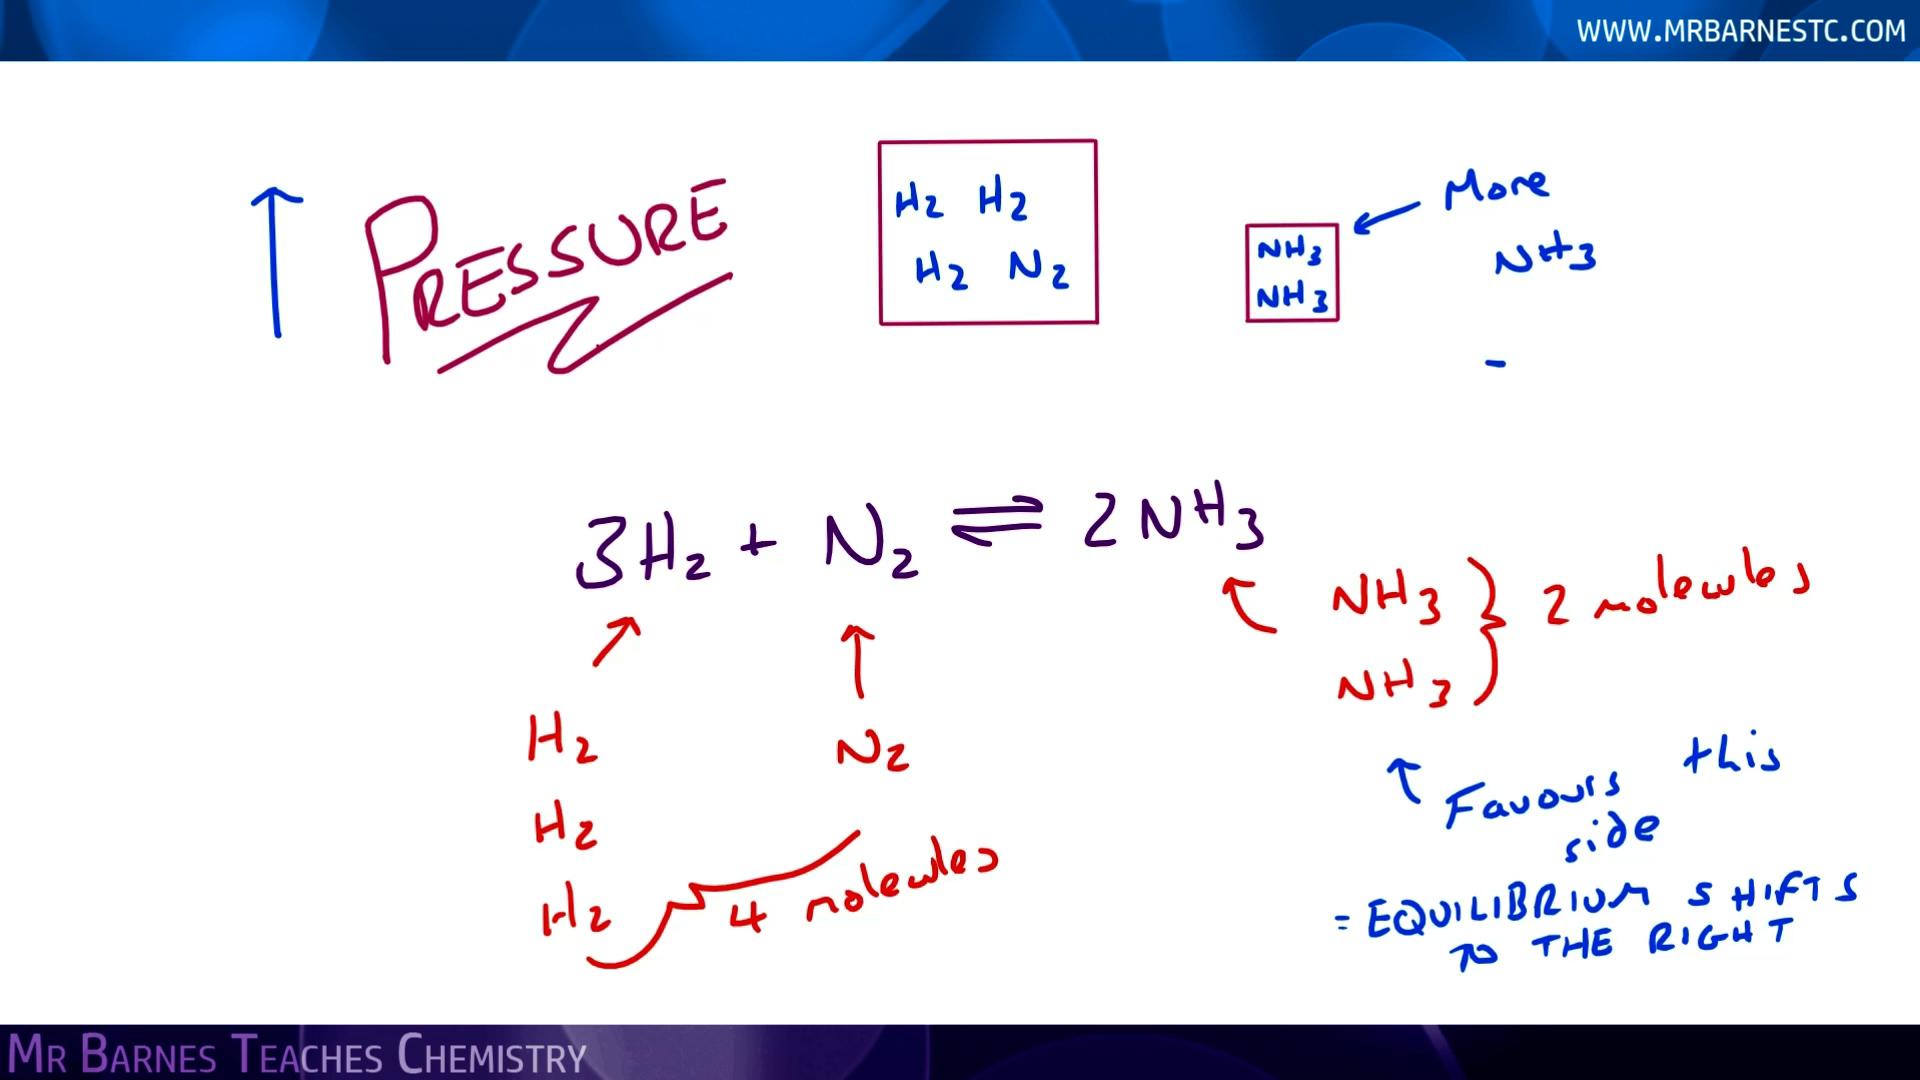 WWW.MRBARNESTC.COM
↑ PRESSURE
H2 H2
H2 N2
NH3
NH3
← More
NH3
-
3H2 + N2 ⇌ 2NH3
NH3 } 2 molecules
NH3
H2
H2
H2
N2
4 molecules
Favours this
side
= EQUILIBRIUM SHIFTS
TO THE RIGHT
MR BARNES TEACHES CHEMISTRY